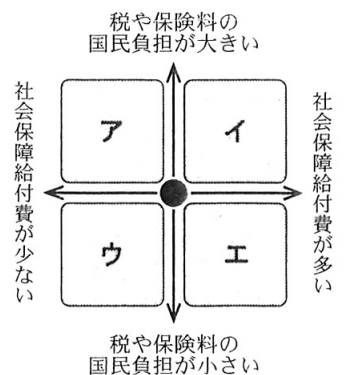 税や保険料の
国民負担が大きい
社会保障給付費が少ない
ア
イ
社会保障給付費が多い
ウ
エ
税や保険料の
国民負担が小さい